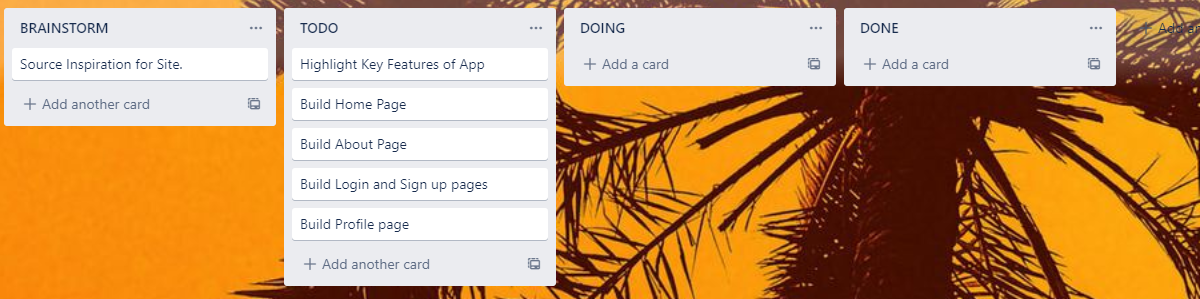 BRAINSTORM
Source Inspiration for Site.
Add another card
TODO
Highlight Key Features of App
Build Home Page
Build About Page
Build Login and Sign up pages
Build Profile page
Add another card
DOING
Add a card
DONE
Add a card
Add